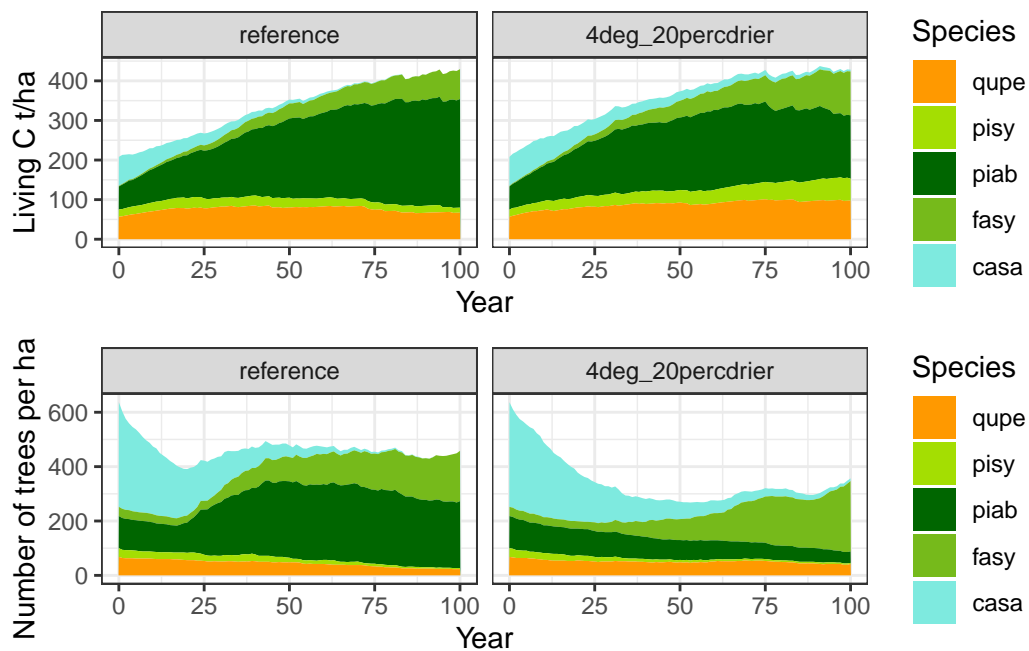 reference
4deg_20percdrier
Living C t/ha
400
300
200
100
0
0 25 50 75 100
0 25 50 75 100
Year
Species
qupe
pisy
piab
fasy
casa
reference
4deg_20percdrier
Number of trees per ha
600
400
200
0
0 25 50 75 100
0 25 50 75 100
Year
Species
qupe
pisy
piab
fasy
casa